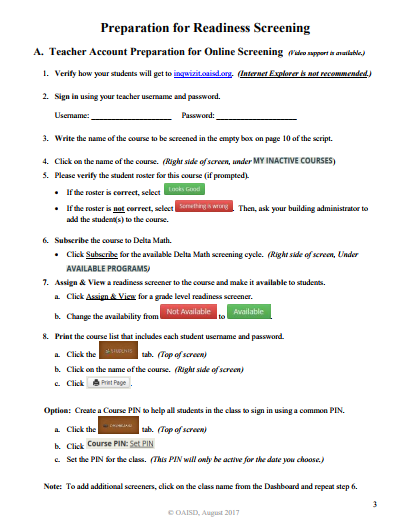 Preparation for Readiness Screening
A. Teacher Account Preparation for Online Screening (Video support is available.)
1. Verify how your students will get to inqwizit.oaisd.org. (Internet Explorer is not recommended.)
2. Sign in using your teacher username and password.
Username: ____________________ Password: ____________________
3. Write the name of the course to be screened in the empty box on page 10 of the script.
4. Click on the name of the course. (Right side of screen, under MY INACTIVE COURSES)
5. Please verify the student roster for this course (if prompted).
• If the roster is correct, select Looks Good
• If the roster is not correct, select Something is wrong. Then, ask your building administrator to
add the student(s) to the course.
6. Subscribe the course to Delta Math.
• Click Subscribe for the available Delta Math screening cycle. (Right side of screen, Under
AVAILABLE PROGRAMS)
7. Assign & View a readiness screener to the course and make it available to students.
a. Click Assign & View for a grade level readiness screener.
b. Change the availability from Not Available to Available.
8. Print the course list that includes each student username and password.
a. Click the tab. (Top of screen)
b. Click on the name of the course. (Right side of screen)
c. Click Print Page.
Option: Create a Course PIN to help all students in the class to sign in using a common PIN.
a. Click the tab. (Top of screen)
b. Click Course PIN: Set PIN
c. Set the PIN for the class. (This PIN will only be active for the date you choose.)
Note: To add additional screeners, click on the class name from the Dashboard and repeat step 6.
3
© OAISD, August 2017